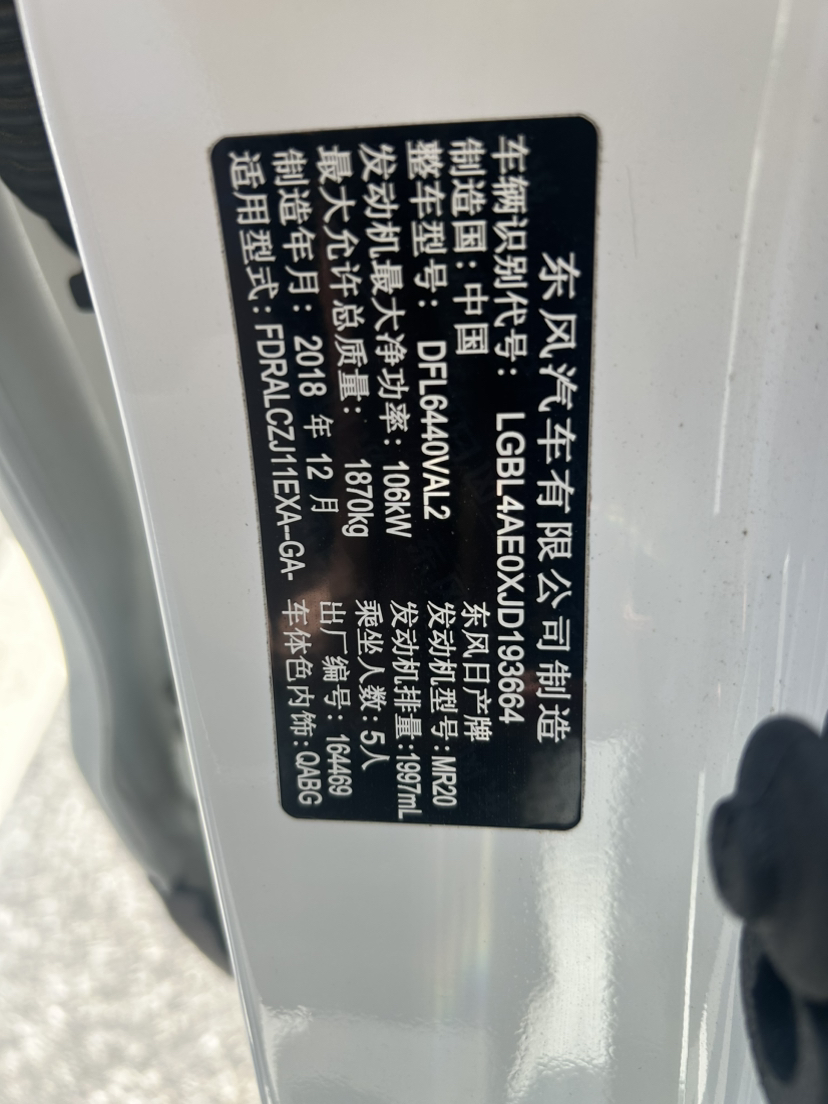 东风汽车有限公司制造
车辆识别代号：LGBL4AE0XJD193664
制造国：中国 东风日产牌
整车型号：DFL6440VAL2 发动机型号：MR20
发动机最大净功率：106kW 发动机排量：1997mL
最大允许总质量：1870kg 乘坐人数：5人
制造年月：2018 年 12 月 出厂编号：164469
适用型式：FDRALCZJ11EXA--GA- 车体色内饰：QABG